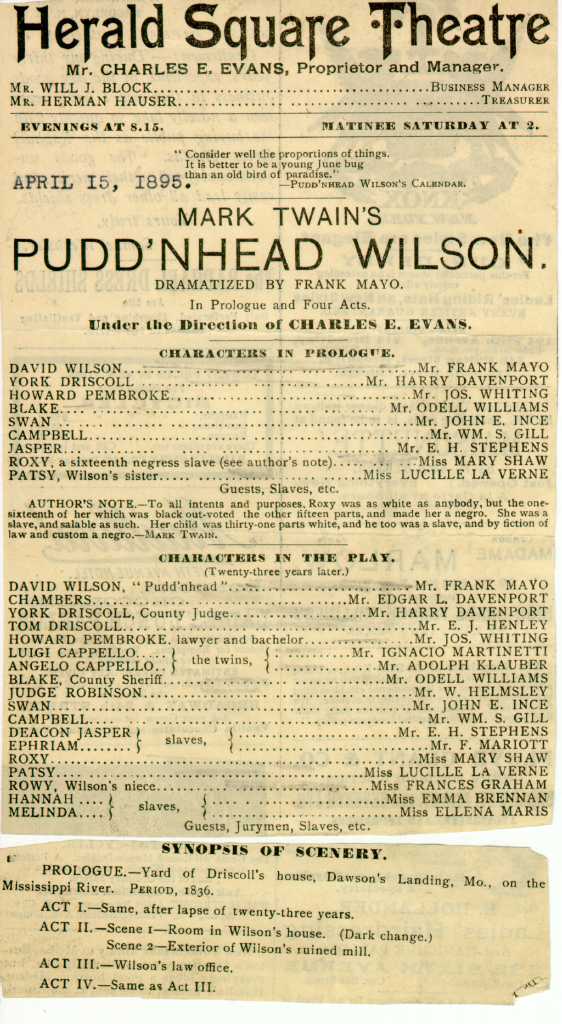 Herald Square Theatre
Mr. CHARLES E. EVANS, Proprietor and Manager.
MR. WILL J. BLOCK........................................BUSINESS MANAGER
MR. HERMAN HAUSER........................................TREASURER
EVENINGS AT 8.15. MATINEE SATURDAY AT 2.
" Consider well the proportions of things.
It is better to be a young June bug
than an old bird of paradise."
APRIL 15, 1895. —PUDD'NHEAD WILSON'S CALENDAR.
MARK TWAIN'S
PUDD'NHEAD WILSON.
DRAMATIZED BY FRANK MAYO.
In Prologue and Four Acts.
Under the Direction of CHARLES E. EVANS.
CHARACTERS IN PROLOGUE.
DAVID WILSON........................................Mr. FRANK MAYO
YORK DRISCOLL........................................Mr. HARRY DAVENPORT
HOWARD PEMBROKE........................................Mr. JOS. WHITING
BLAKE........................................Mr. ODELL WILLIAMS
SWAN........................................Mr. JOHN E. INCE
CAMPBELL........................................Mr. WM. S. GILL
JASPER........................................Mr. E. H. STEPHENS
ROXY, a sixteenth negress slave (see author's note)..............Miss MARY SHAW
PATSY, Wilson's sister........................................Miss LUCILLE LA VERNE
Guests, Slaves, etc.
AUTHOR'S NOTE.—To all intents and purposes, Roxy was as white as anybody, but the one-
sixteenth of her which was black out-voted the other fifteen parts, and made her a negro. She was a
slave, and salable as such. Her child was thirty-one parts white, and he too was a slave, and by fiction of
law and custom a negro.—MARK TWAIN.
CHARACTERS IN THE PLAY.
(Twenty-three years later.)
DAVID WILSON, " Pudd'nhead "..............................Mr. FRANK MAYO
CHAMBERS........................................Mr. EDGAR L. DAVENPORT
YORK DRISCOLL, County Judge..............................Mr. HARRY DAVENPORT
TOM DRISCOLL........................................Mr. E. J. HENLEY
HOWARD PEMBROKE, lawyer and bachelor....................Mr. JOS. WHITING
LUIGI CAPPELLO..... } the twins, { ..............Mr. IGNACIO MARTINETTI
ANGELO CAPPELLO.. ..............Mr. ADOLPH KLAUBER
BLAKE, County Sheriff........................................Mr. ODELL WILLIAMS
JUDGE ROBINSON........................................Mr. W. HELMSLEY
SWAN........................................Mr. JOHN E. INCE
CAMPBELL........................................Mr. WM. S. GILL
DEACON JASPER } slaves, { ..............Mr. E. H. STEPHENS
EPHRIAM........ ..............Mr. F. MARIOTT
ROXY........................................Miss MARY SHAW
PATSY........................................Miss LUCILLE LA VERNE
ROWY, Wilson's niece..............................Miss FRANCES GRAHAM
HANNAH .... } slaves, { ..............Miss EMMA BRENNAN
MELINDA.... ..............Miss ELLENA MARIS
Guests, Jurymen, Slaves, etc.
SYNOPSIS OF SCENERY.
PROLOGUE.—Yard of Driscoll's house, Dawson's Landing, Mo., on the
Mississippi River. PERIOD, 1836.
ACT I.—Same, after lapse of twenty-three years.
ACT II.—Scene 1—Room in Wilson's house. (Dark change.)
Scene 2—Exterior of Wilson's ruined mill.
ACT III.—Wilson's law office.
ACT IV.—Same as Act III.